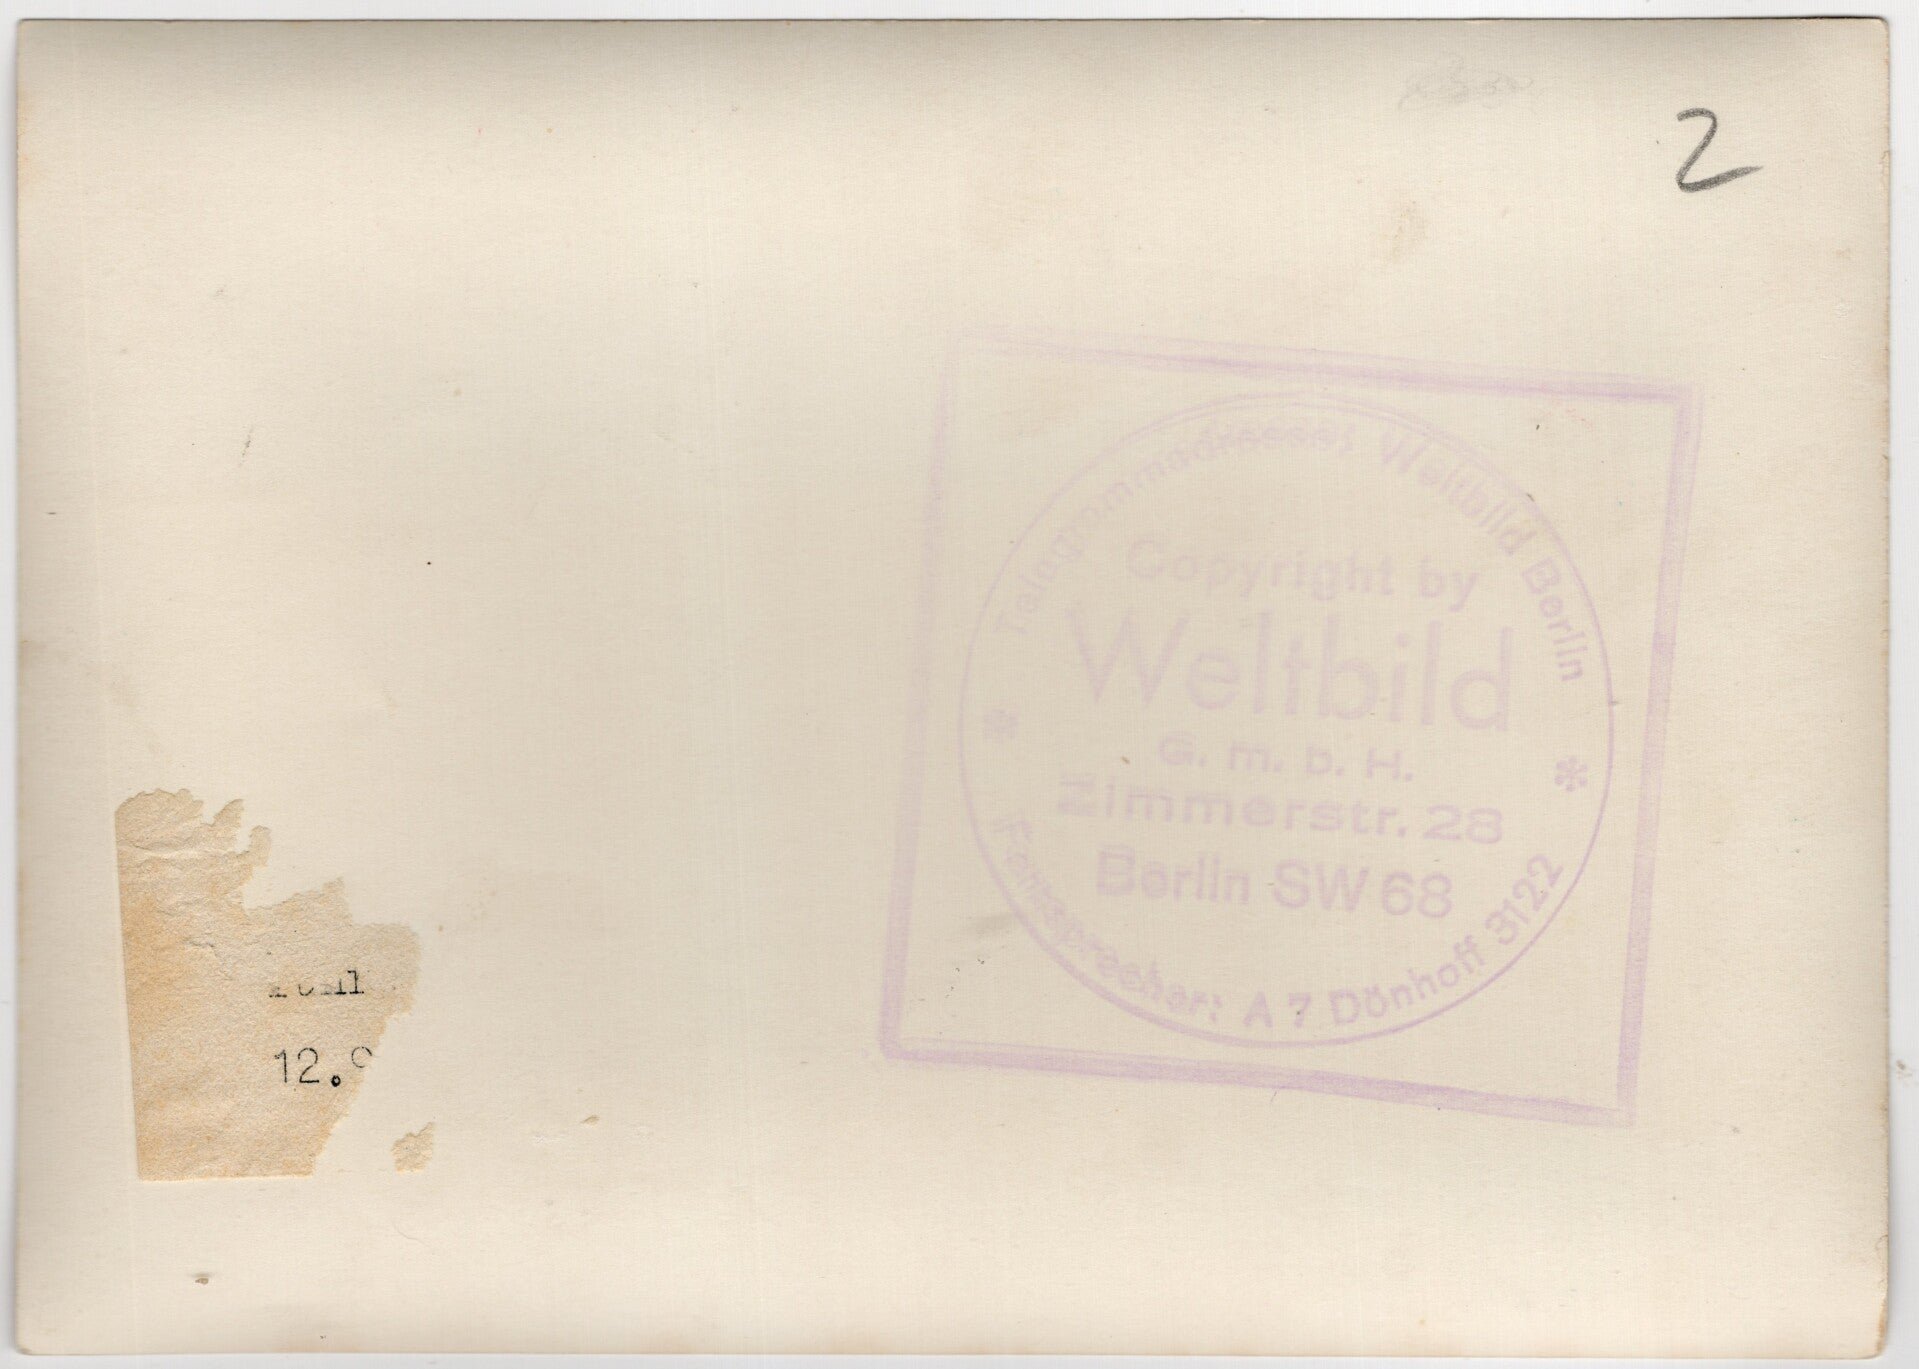 2
Telegrammadresse: Weltbild Berlin
Copyright by
Weltbild
G. m. b. H.
Zimmerstr. 28
Berlin SW 68
Fernsprecher: A 7 Dönhoff 3122
12.